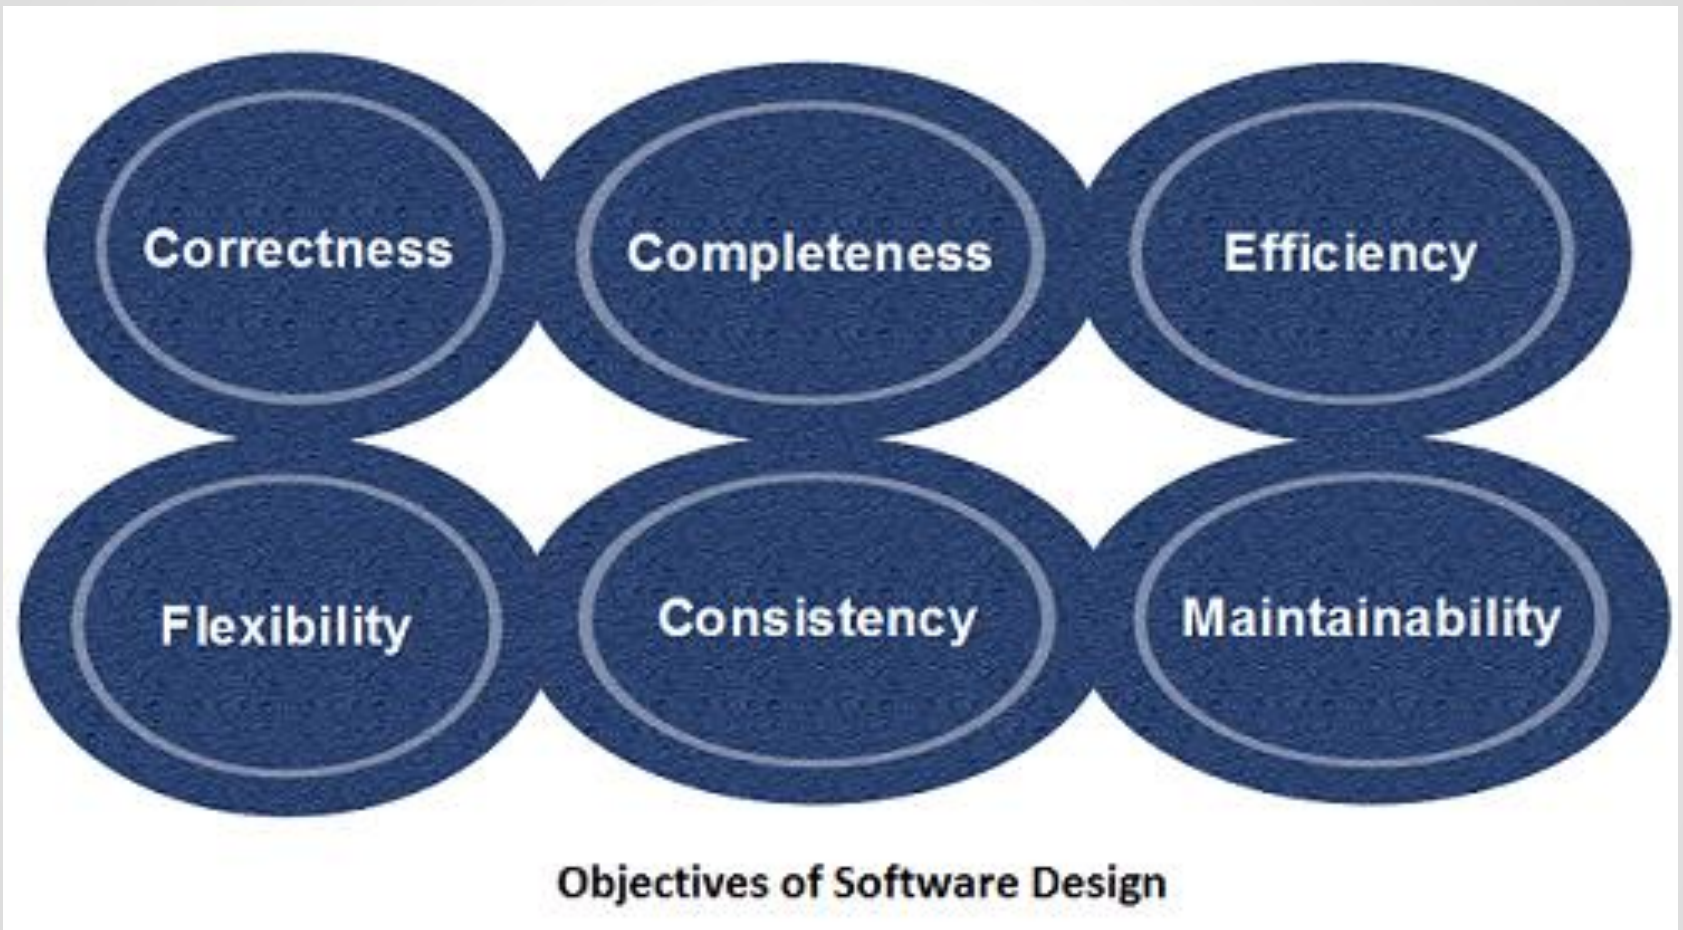 Correctness Completeness Efficiency
Flexibility Consistency Maintainability
Objectives of Software Design